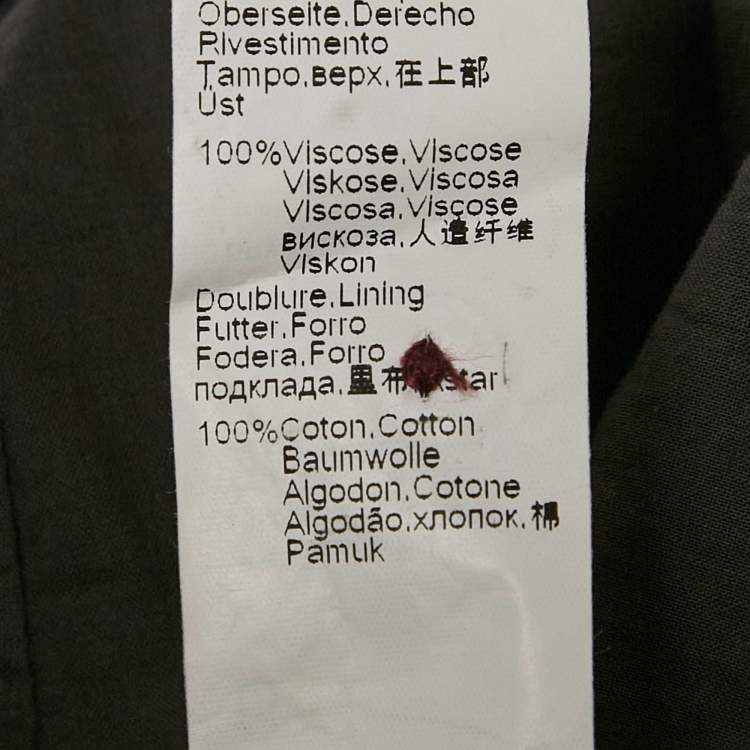 Oberseite.Derecho
Rivestimento
Tampo.верх.在上部
Üst
100%Viscose.Viscose
Viskose.Viscosa
Viscosa.Viscose
вискоза.人造纤维
Viskon
Doublure.Lining
Futter.Forro
Fodera.Forro
подкладка.里布
100%Coton.Cotton
Baumwolle
Algodon.Cotone
Algodão.хлопок.棉
Pamuk